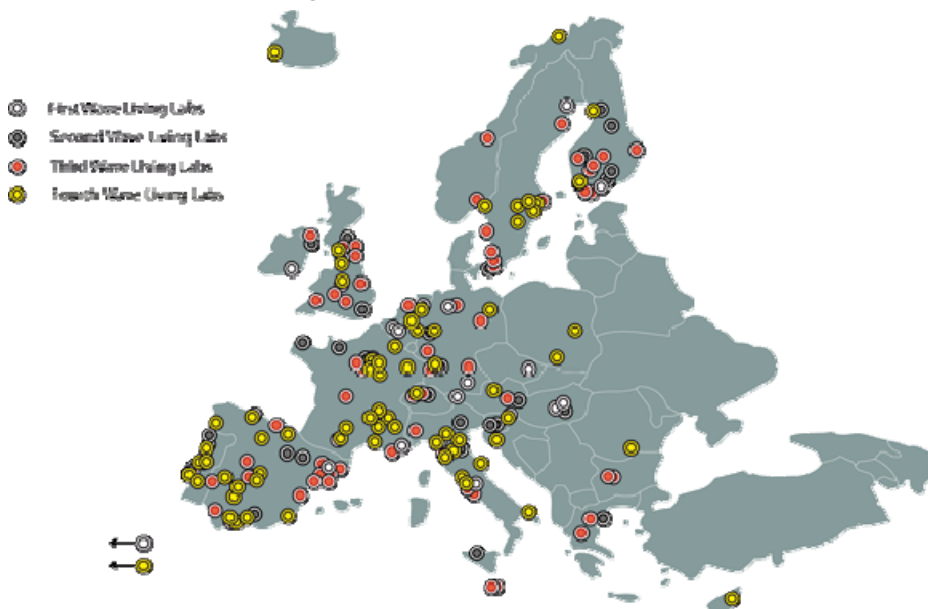 First Wave Living Labs
Second Wave Living Labs
Third Wave Living Labs
Fourth Wave Living Labs